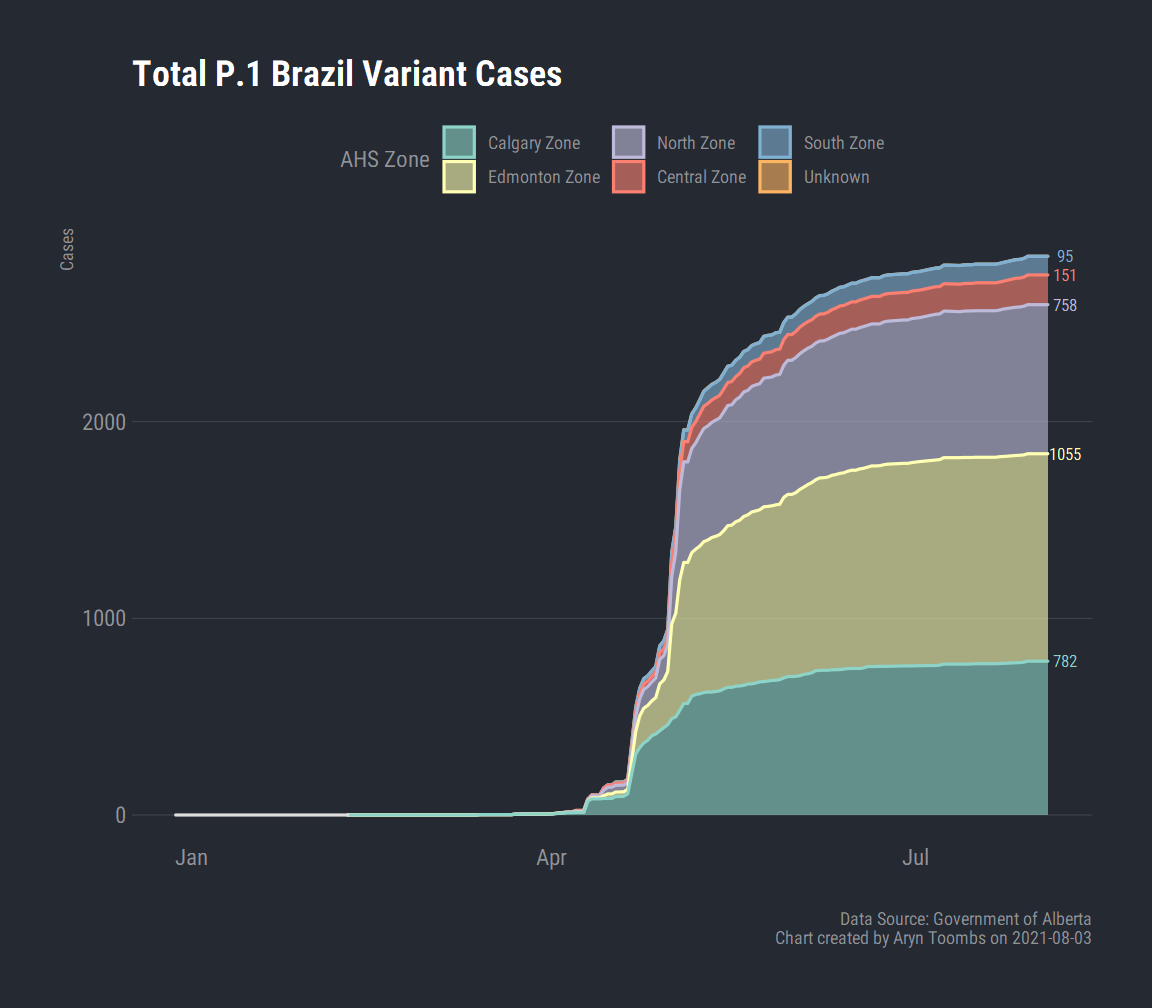 Total P.1 Brazil Variant Cases
AHS Zone
Calgary Zone
North Zone
South Zone
Edmonton Zone
Central Zone
Unknown
Cases
95
151
758
2000
1055
1000
782
0
Jan
Apr
Jul
Data Source: Government of Alberta
Chart created by Aryn Toombs on 2021-08-03